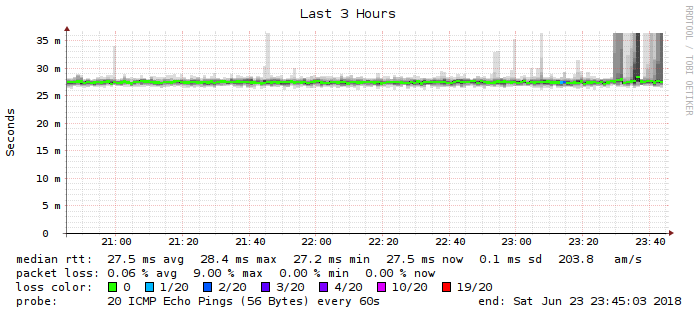 Last 3 Hours
RRDTOOL / TOBI OETIKER
Seconds
35 m
30 m
25 m
20 m
15 m
10 m
5 m
0
21:00 21:20 21:40 22:00 22:20 22:40 23:00 23:20 23:40
median rtt: 27.5 ms avg 28.4 ms max 27.2 ms min 27.5 ms now 0.1 ms sd 203.8 am/s
packet loss: 0.06 % avg 9.00 % max 0.00 % min 0.00 % now
loss color: 0 1/20 2/20 3/20 4/20 10/20 19/20
probe: 20 ICMP Echo Pings (56 Bytes) every 60s end: Sat Jun 23 23:45:03 2018